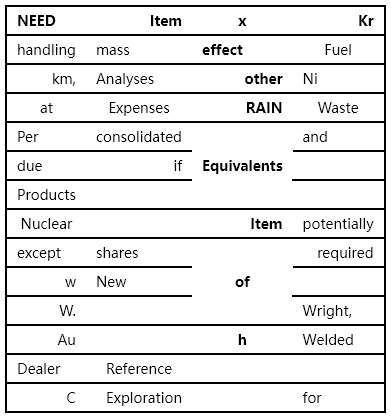 NEED Item x Kr
handling mass effect Fuel
km, Analyses other Ni
at Expenses RAIN Waste
Per consolidated and
due if Equivalents
Products
Nuclear Item potentially
except shares required
w New of
W. Wright,
Au h Welded
Dealer Reference
C Exploration for